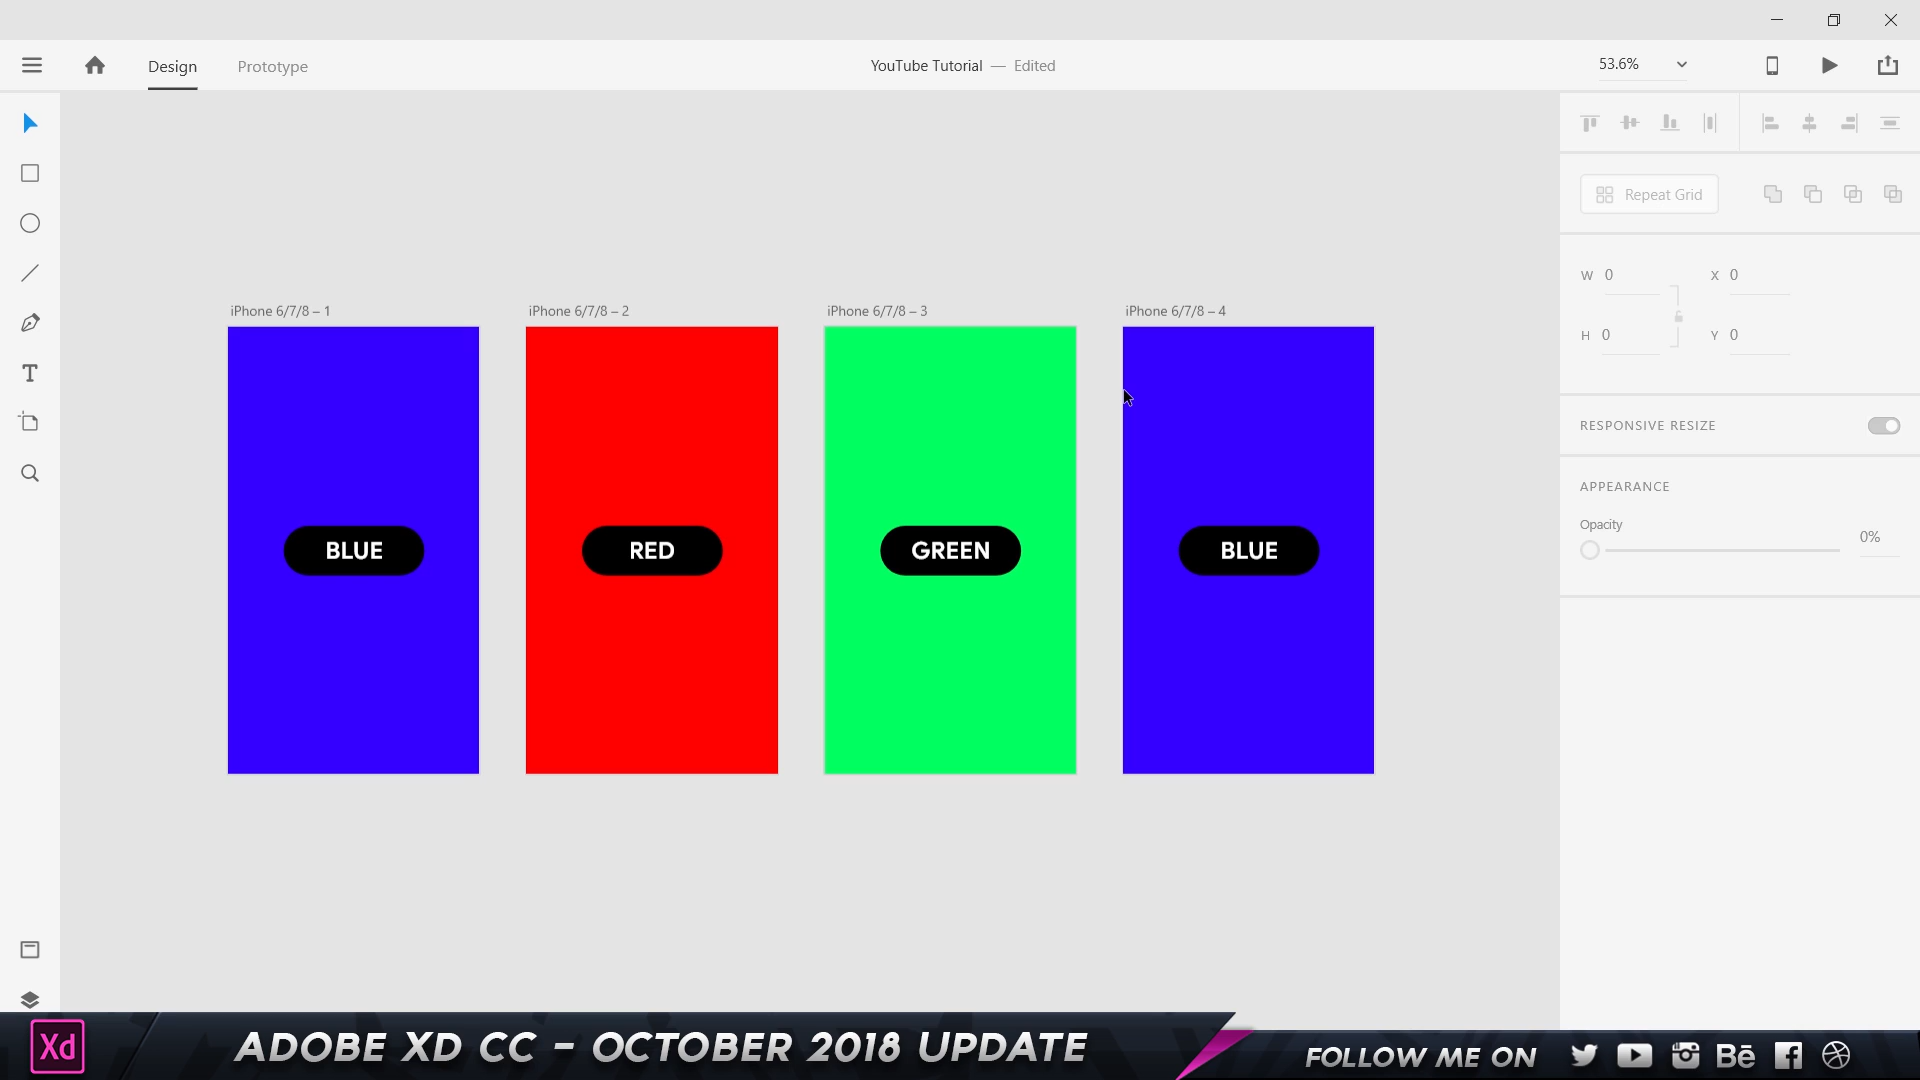 Design
Prototype
YouTube Tutorial — Edited
53.6%
Repeat Grid
W 0
X 0
H 0
Y 0
RESPONSIVE RESIZE
APPEARANCE
Opacity
0%
iPhone 6/7/8 – 1
iPhone 6/7/8 – 2
iPhone 6/7/8 – 3
iPhone 6/7/8 – 4
BLUE
RED
GREEN
BLUE
T
Xd
ADOBE XD CC - OCTOBER 2018 UPDATE
FOLLOW ME ON
Bē